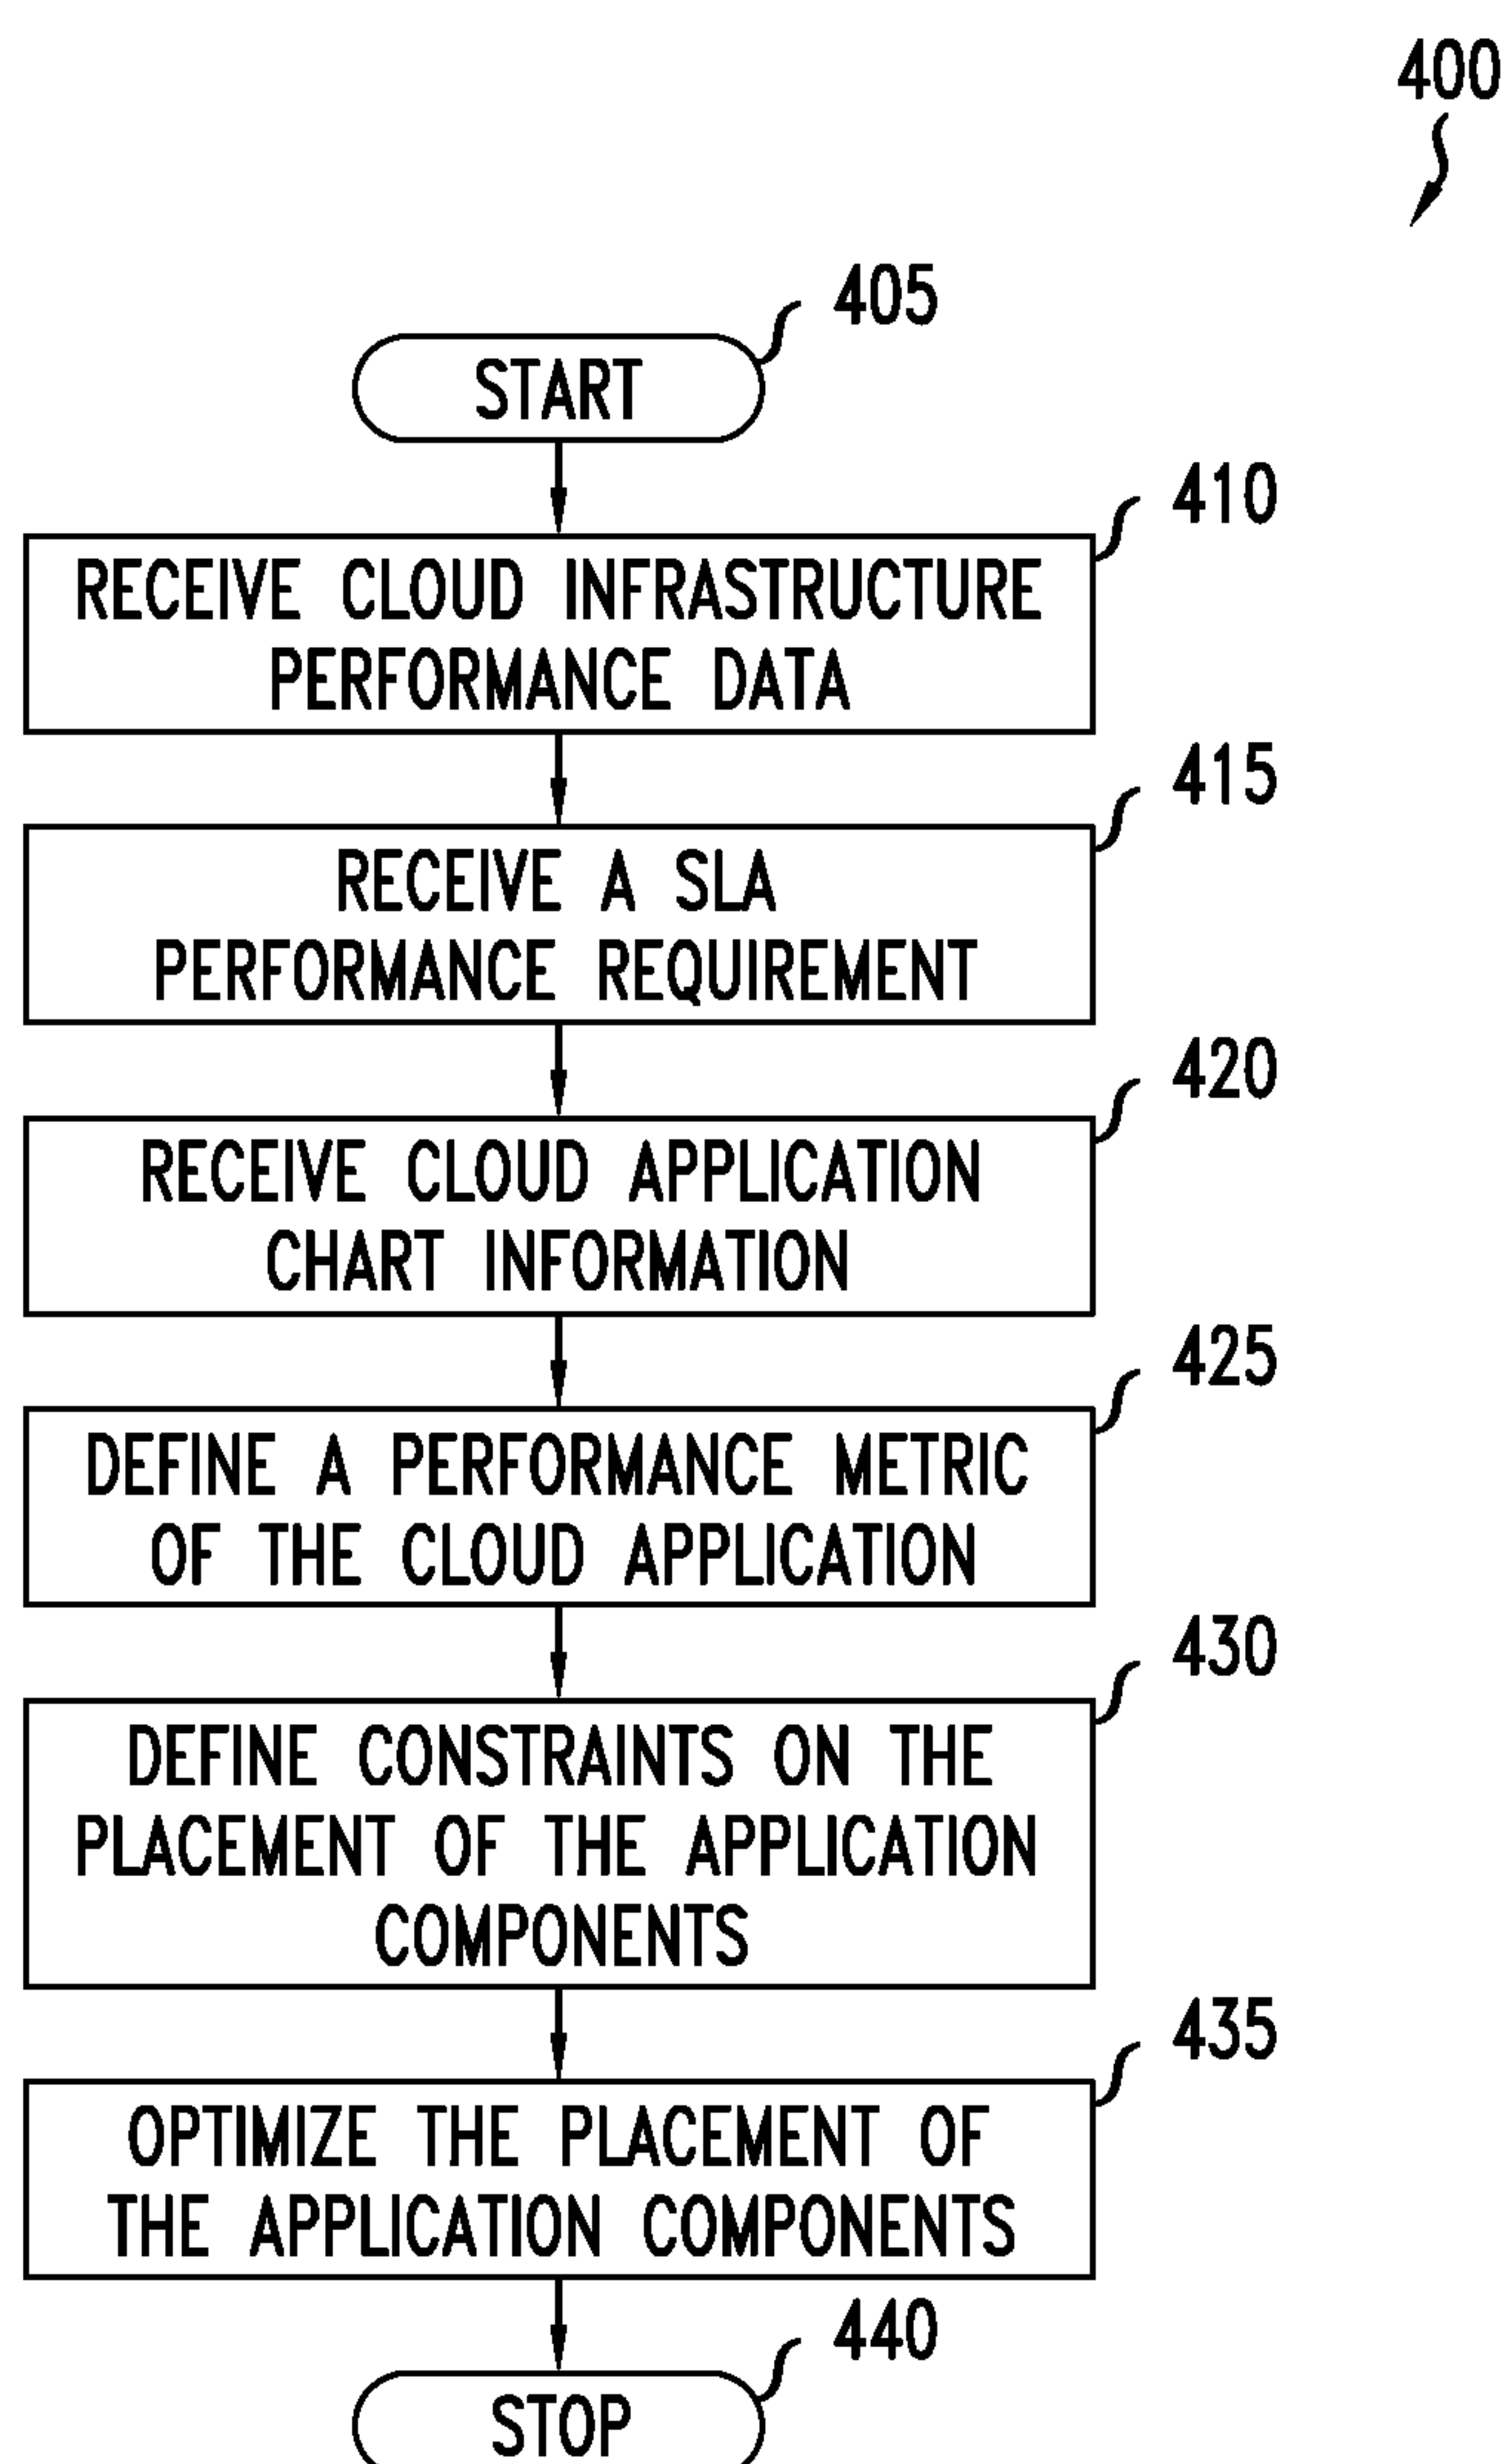 400
405
START
410
RECEIVE CLOUD INFRASTRUCTURE
PERFORMANCE DATA
415
RECEIVE A SLA
PERFORMANCE REQUIREMENT
420
RECEIVE CLOUD APPLICATION
CHART INFORMATION
425
DEFINE A PERFORMANCE METRIC
OF THE CLOUD APPLICATION
430
DEFINE CONSTRAINTS ON THE
PLACEMENT OF THE APPLICATION
COMPONENTS
435
OPTIMIZE THE PLACEMENT OF
THE APPLICATION COMPONENTS
440
STOP